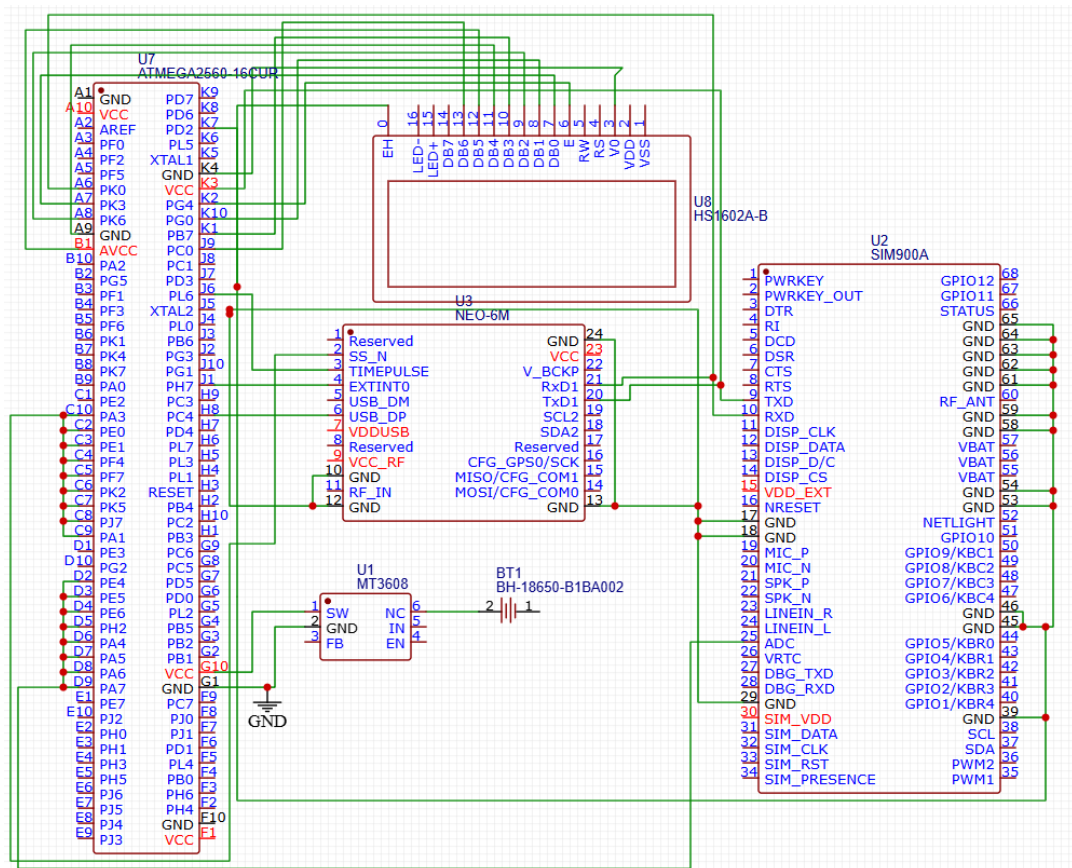 U7
ATMEGA2560-16CUR
A1 GND PD7 K9
A10 VCC PD6 K8
A2 AREF PD2 K7
A3 PF0 PL5 K6
A4 PF2 XTAL1 K5
A5 PF5 GND K4
A6 PK0 VCC K3
A7 PK3 PG4 K2
A8 PK6 PG0 K10
A9 GND PB7 K1
B1 AVCC PC0 J9
B10 PA2 PC1 J8
B2 PG5 PD3 J7
B3 PF1 PL6 J6
B4 PF3 XTAL2 J5
B5 PF6 PL0 J4
B6 PK1 PB6 J3
B7 PK4 PG3 J2
B8 PK7 PG1 J10
B9 PA0 PH7 J1
C1 PE2 PC3 H9
C10 PA3 PC4 H8
C2 PE0 PD4 H7
C3 PE1 PL7 H6
C4 PF4 PL3 H5
C5 PF7 PL1 H4
C6 PK2 RESET H3
C7 PK5 PB4 H2
C8 PJ7 PC2 H10
C9 PA1 PB3 H1
D1 PE3 PC6 G9
D10 PG2 PC5 G8
D2 PE4 PD5 G7
D3 PE5 PD0 G6
D4 PE6 PL2 G5
D5 PH2 PB5 G4
D6 PA4 PB2 G3
D7 PA5 PB1 G2
D8 PA6 VCC G10
D9 PA7 GND G1
E1 PE7 PC7 F9
E10 PJ2 PJ0 F8
E2 PH0 PJ1 F7
E3 PH1 PD1 F6
E4 PH3 PL4 F5
E5 PH5 PB0 F4
E6 PJ6 PH6 F3
E7 PJ5 PH4 F2
E8 PJ4 GND F10
E9 PJ3 VCC F1
0 EH
16 LED-
15 LED+
14 DB7
13 DB6
12 DB5
11 DB4
10 DB3
9 DB2
8 DB1
7 DB0
6 E
5 RW
4 RS
3 V0
2 VDD
1 VSS
U8
HS1602A-B
U3
NEO-6M
1 Reserved GND 24
2 SS_N VCC 23
3 TIMEPULSE V_BCKP 22
4 EXTINT0 RxD1 21
5 USB_DM TxD1 20
6 USB_DP SCL2 19
7 VDDUSB SDA2 18
8 Reserved Reserved 17
9 VCC_RF CFG_GPS0/SCK 16
10 GND MISO/CFG_COM1 15
11 RF_IN MOSI/CFG_COM0 14
12 GND GND 13
U1
MT3608
1 SW NC 6
2 GND IN 5
3 FB EN 4
BT1
BH-18650-B1BA002
2 1
GND
U2
SIM900A
1 PWRKEY GPIO12 68
2 PWRKEY_OUT GPIO11 67
3 DTR STATUS 66
4 RI GND 65
5 DCD GND 64
6 DSR GND 63
7 CTS GND 62
8 RTS GND 61
9 TXD RF_ANT 60
10 RXD GND 59
11 DISP_CLK GND 58
12 DISP_DATA VBAT 57
13 DISP_D/C VBAT 56
14 DISP_CS VBAT 55
15 VDD_EXT GND 54
16 NRESET GND 53
17 GND NETLIGHT 52
18 GND GPIO10 51
19 MIC_P GPIO9/KBC1 50
20 MIC_N GPIO8/KBC2 49
21 SPK_P GPIO7/KBC3 48
22 SPK_N GPIO6/KBC4 47
23 LINEIN_R GND 46
24 LINEIN_L GND 45
25 ADC GPIO5/KBR0 44
26 VRTC GPIO4/KBR1 43
27 DBG_TXD GPIO3/KBR2 42
28 DBG_RXD GPIO2/KBR3 41
29 GND GPIO1/KBR4 40
30 SIM_VDD GND 39
31 SIM_DATA SCL 38
32 SIM_CLK SDA 37
33 SIM_RST PWM2 36
34 SIM_PRESENCE PWM1 35